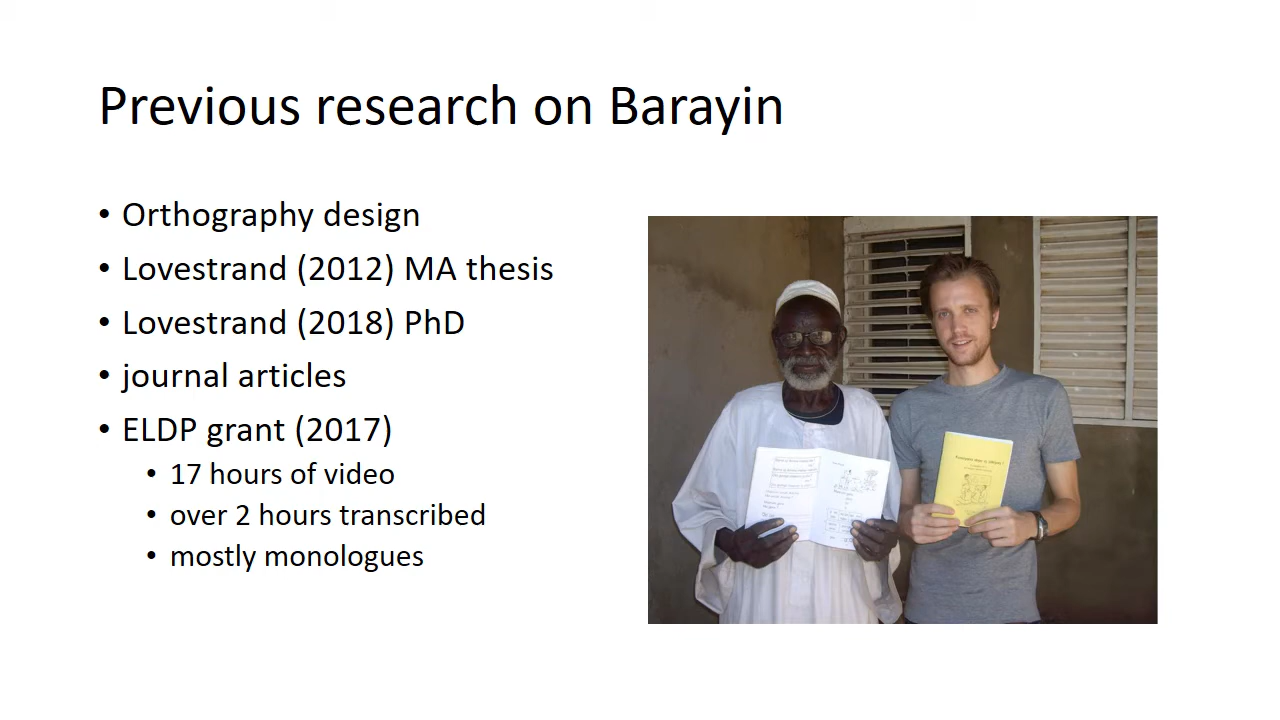 Previous research on Barayin
• Orthography design
• Lovestrand (2012) MA thesis
• Lovestrand (2018) PhD
• journal articles
• ELDP grant (2017)
• 17 hours of video
• over 2 hours transcribed
• mostly monologues